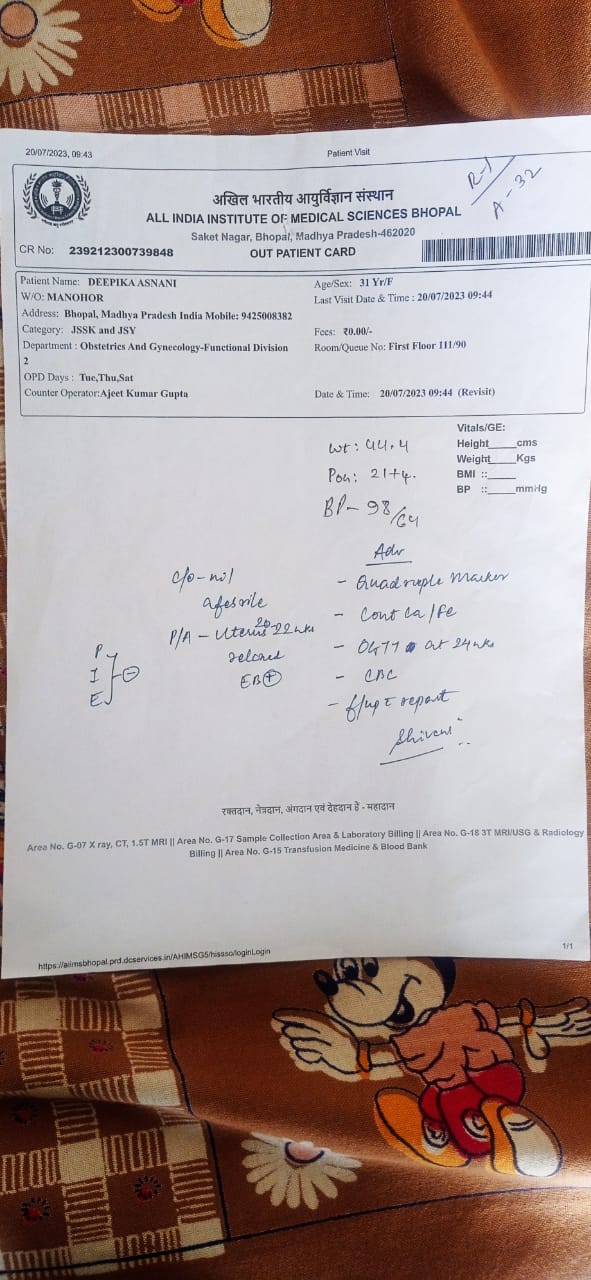 20/07/2023, 09:43
Patient Visit
R-1
A-32
अखिल भारतीय आयुर्विज्ञान संस्थान
ALL INDIA INSTITUTE OF MEDICAL SCIENCES BHOPAL
Saket Nagar, Bhopal, Madhya Pradesh-462020
CR No: 239212300739848
OUT PATIENT CARD
Patient Name: DEEPIKA ASNANI
Age/Sex: 31 Yr/F
W/O: MANOHOR
Last Visit Date & Time : 20/07/2023 09:44
Address: Bhopal, Madhya Pradesh India Mobile: 9425008382
Category: JSSK and JSY
Fees: ₹0.00/-
Department : Obstetrics And Gynecology-Functional Division
2
Room/Queue No: First Floor 111/90
OPD Days : Tue,Thu,Sat
Counter Operator:Ajeet Kumar Gupta
Date & Time: 20/07/2023 09:44 (Revisit)
Vitals/GE:
Height____cms
Weight____Kgs
BMI ::____
BP ::____mmHg
Wt: 44.4
Pog: 21+4.
BP- 98/64
c/o-nil
afebrile
P/A - Uterus 20-22wks
relaxed
P
I
E
Adv
- Quadruple Marker
- Cont Ca/Fe
- OGTT at 24wks
- CBC
- f/up c report
रक्तदान, नेत्रदान, अंगदान एवं देहदान हैं - महादान
Area No. G-07 X ray, CT, 1.5T MRI || Area No. G-17 Sample Collection Area & Laboratory Billing || Area No. G-18 3T MRI/USG & Radiology
Billing || Area No. G-15 Transfusion Medicine & Blood Bank
https://aiimsbhopal.prd.dcservices.in/AHIMSG5/hissso/loginLogin
1/1